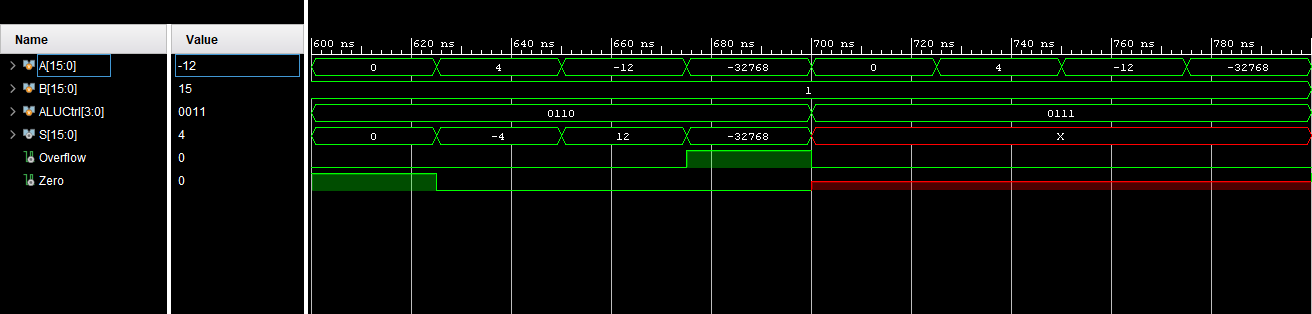 Name Value
600 ns 620 ns 640 ns 660 ns 680 ns 700 ns 720 ns 740 ns 760 ns 780 ns
A[15:0] -12 0 4 -12 -32768 0 4 -12 -32768
B[15:0] 15 1
ALUCtrl[3:0] 0011 0110 0111
S[15:0] 4 0 -4 12 -32768 X
Overflow 0
Zero 0